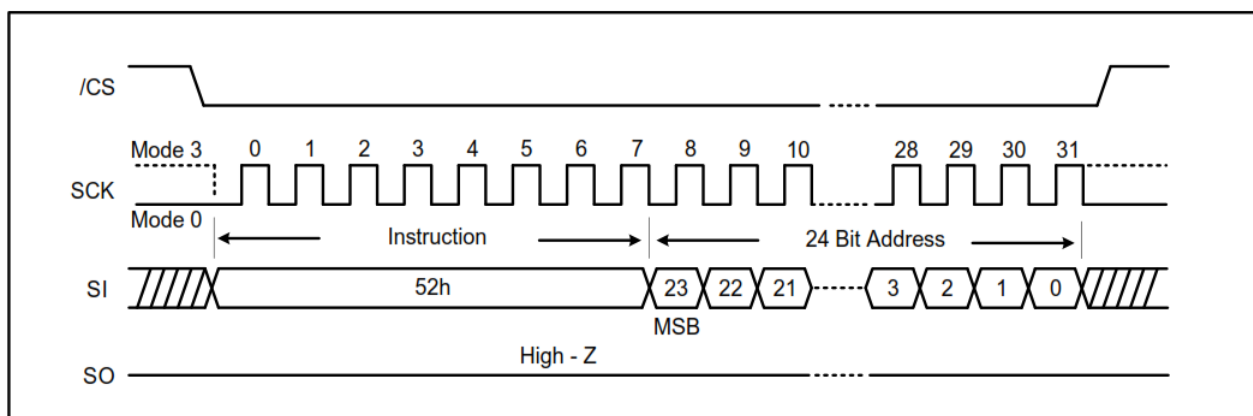 /CS
Mode 3 0 1 2 3 4 5 6 7 8 9 10 28 29 30 31
SCK
Mode 0
Instruction 24 Bit Address
SI 52h 23 22 21 3 2 1 0
MSB
High - Z
SO